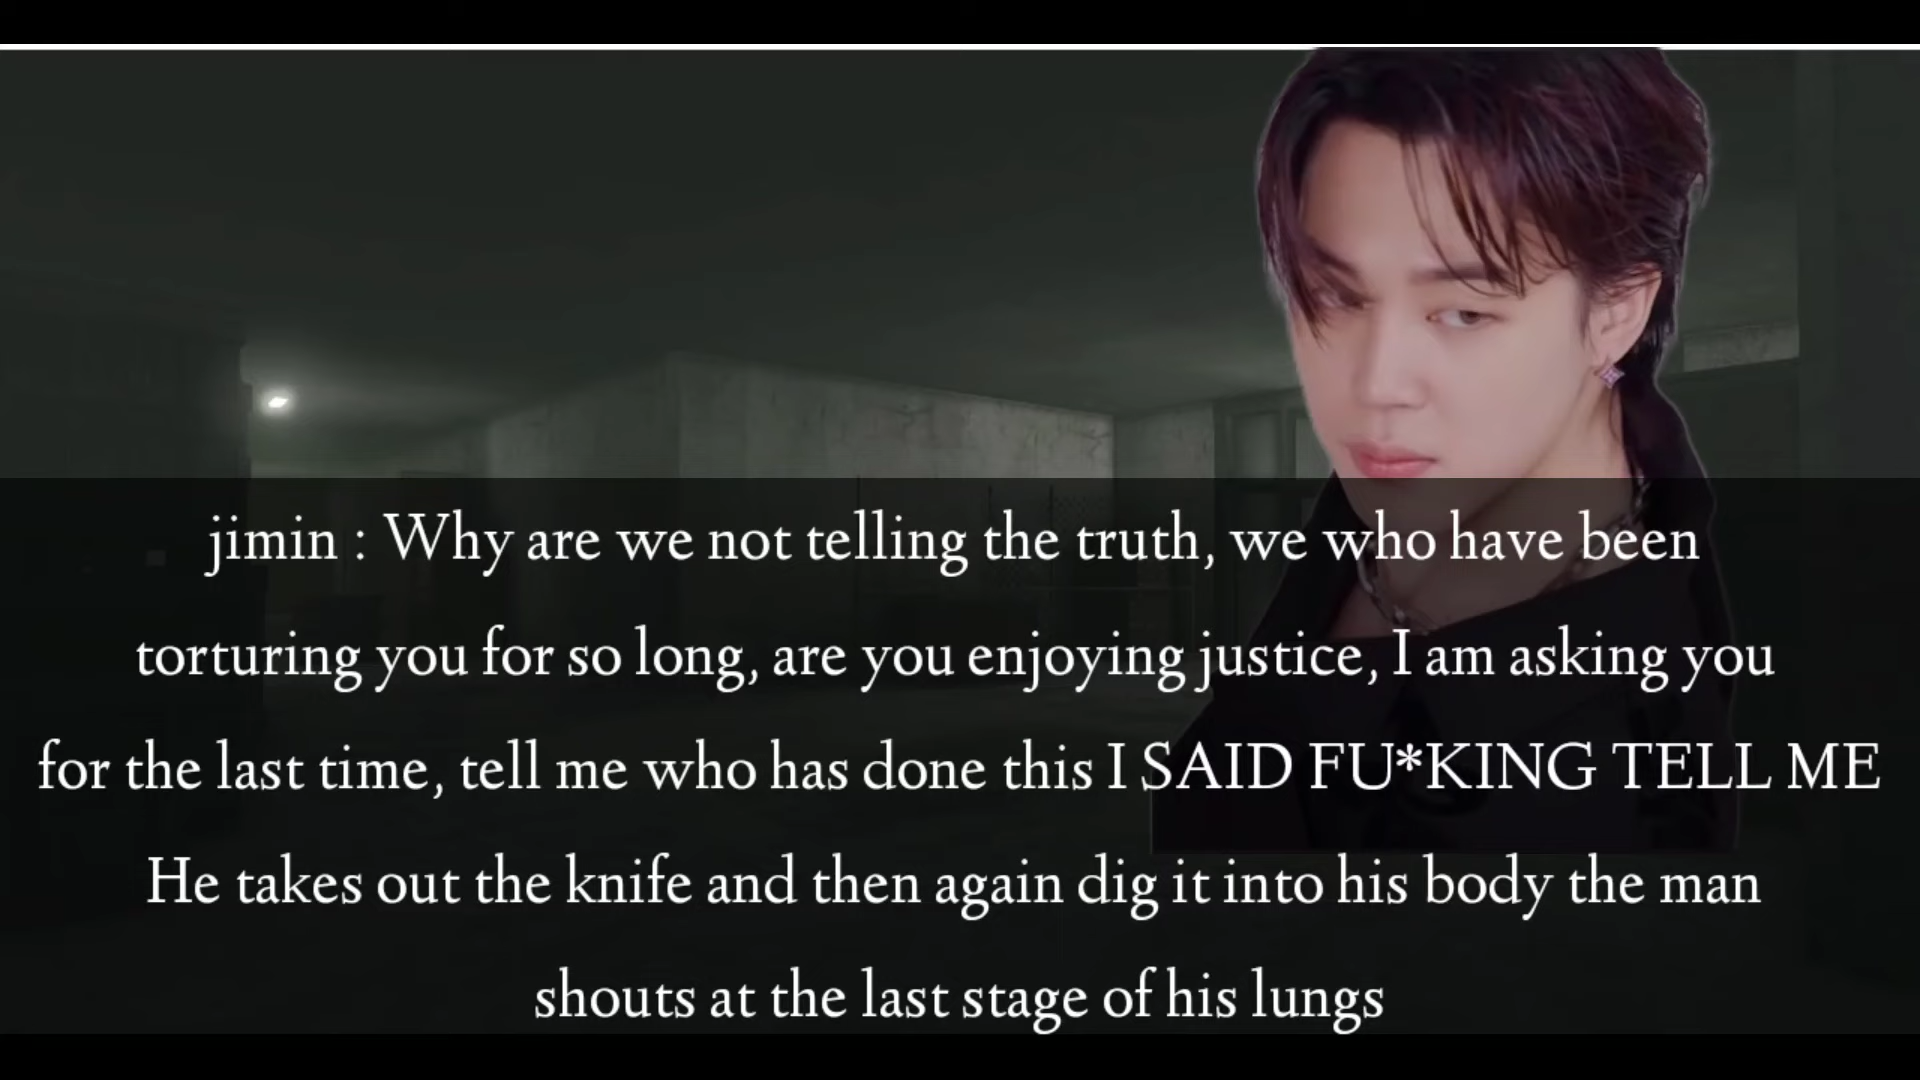 jimin : Why are we not telling the truth, we who have been
torturing you for so long, are you enjoying justice, I am asking you
for the last time, tell me who has done this I SAID FU*KING TELL ME
He takes out the knife and then again dig it into his body the man
shouts at the last stage of his lungs